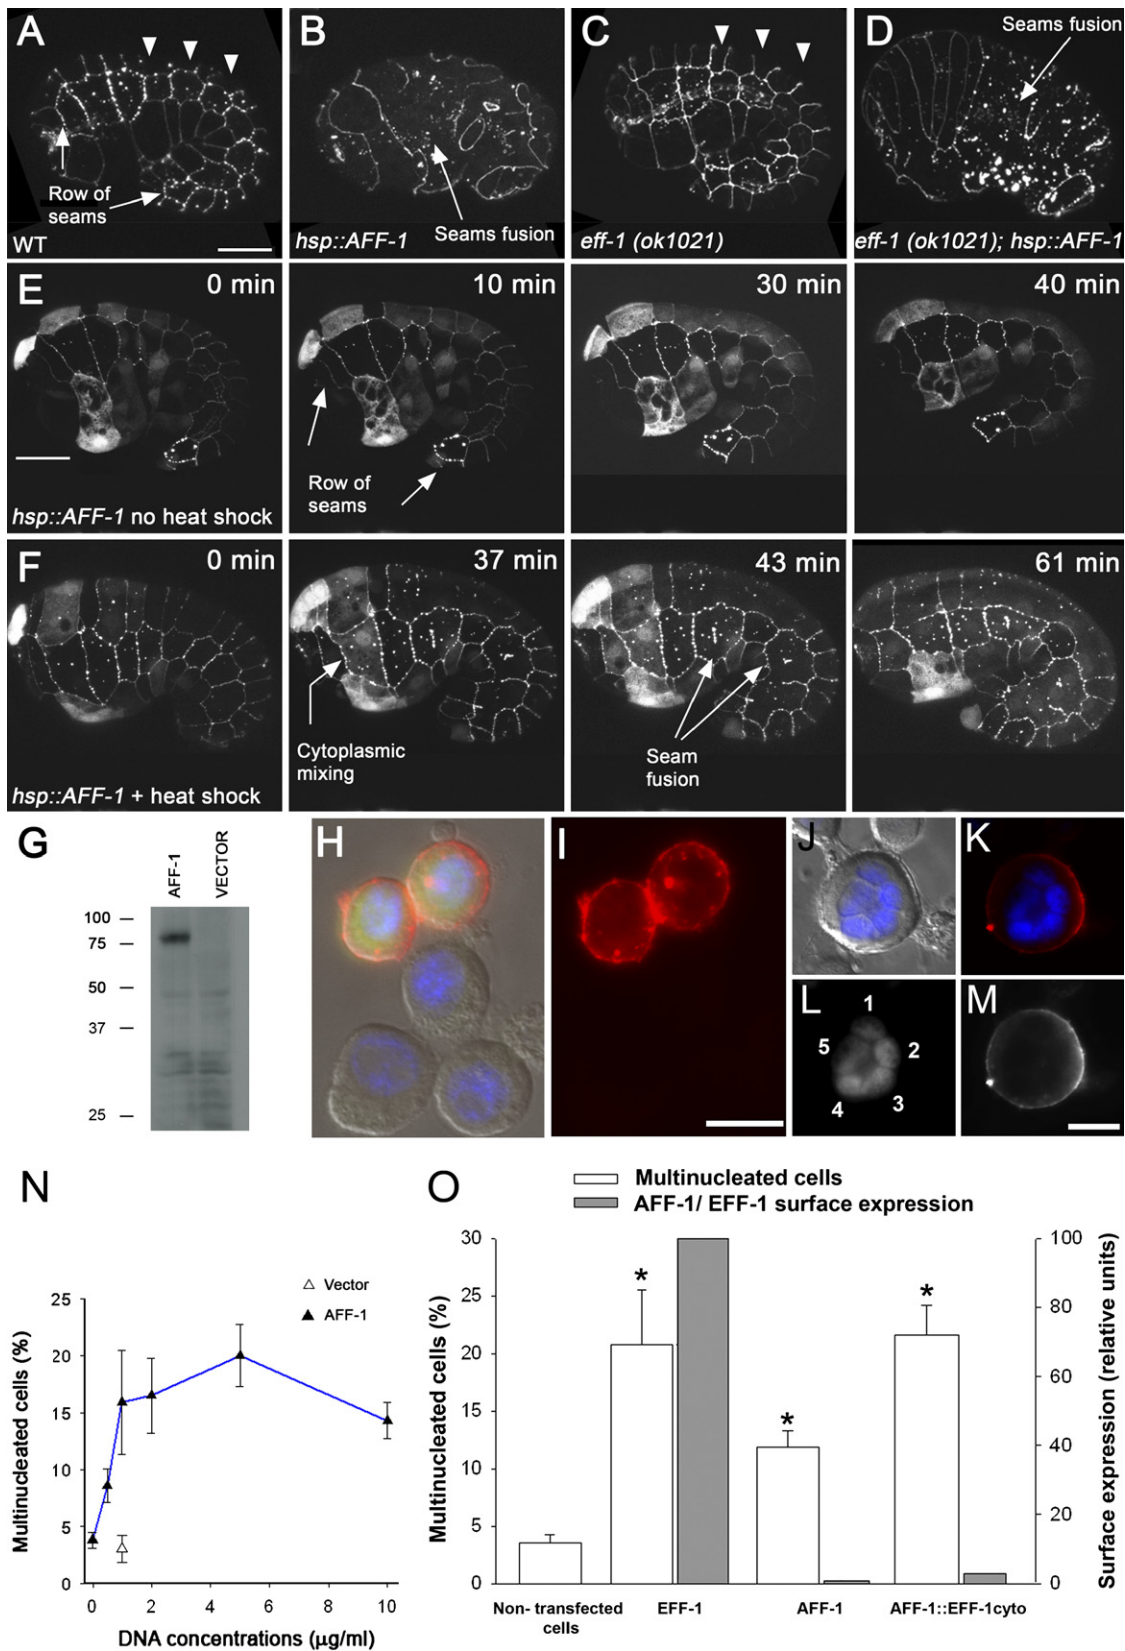 A
B
C
D
Seams fusion
Row of
seams
WT
hsp::AFF-1
Seams fusion
eff-1 (ok1021)
eff-1 (ok1021); hsp::AFF-1
E
0 min
10 min
30 min
40 min
Row of
seams
hsp::AFF-1 no heat shock
F
0 min
37 min
43 min
61 min
Cytoplasmic
mixing
Seam
fusion
hsp::AFF-1 + heat shock
G
AFF-1
VECTOR
100
75
50
37
25
H
I
J
K
L
1
2
3
4
5
M
N
Vector
AFF-1
Multinucleated cells (%)
25
20
15
10
5
0
0 2 4 6 8 10
DNA concentrations (µg/ml)
O
Multinucleated cells
AFF-1/ EFF-1 surface expression
Multinucleated cells (%)
30
25
20
15
10
5
0
*
*
*
100
80
60
40
20
0
Surface expression (relative units)
Non- transfected
cells
EFF-1
AFF-1
AFF-1::EFF-1cyto